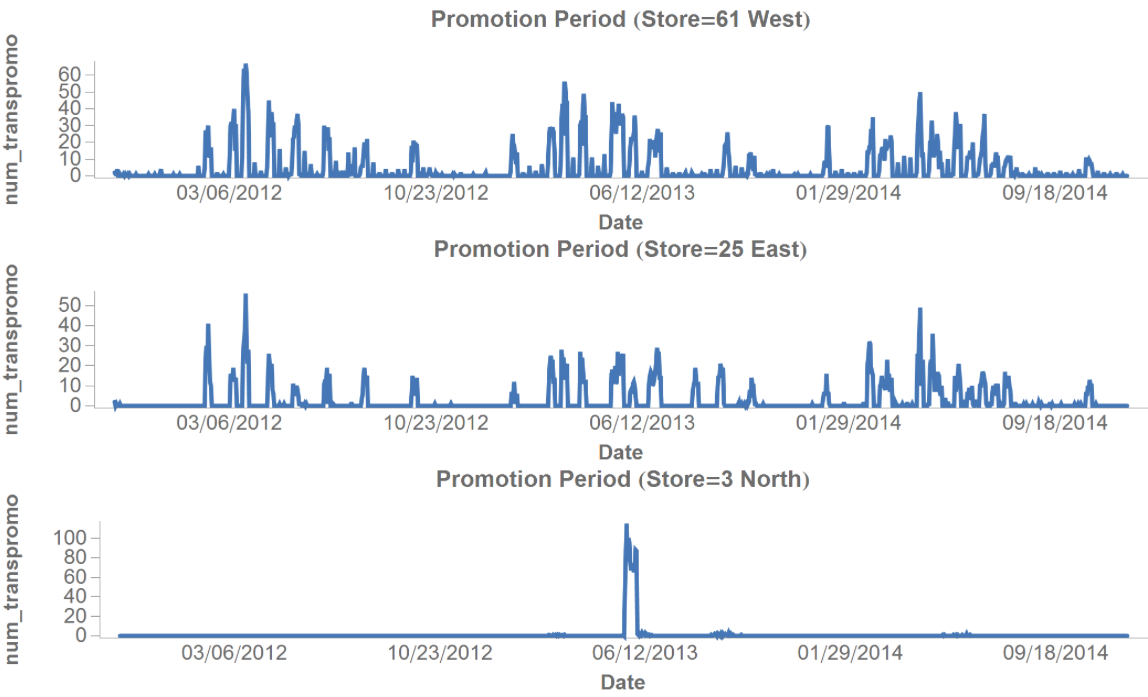 Promotion Period (Store=61 West)
num_transpromo
60
50
40
30
20
10
0
03/06/2012 10/23/2012 06/12/2013 01/29/2014 09/18/2014
Date
Promotion Period (Store=25 East)
num_transpromo
50
40
30
20
10
0
03/06/2012 10/23/2012 06/12/2013 01/29/2014 09/18/2014
Date
Promotion Period (Store=3 North)
num_transpromo
100
80
60
40
20
0
03/06/2012 10/23/2012 06/12/2013 01/29/2014 09/18/2014
Date